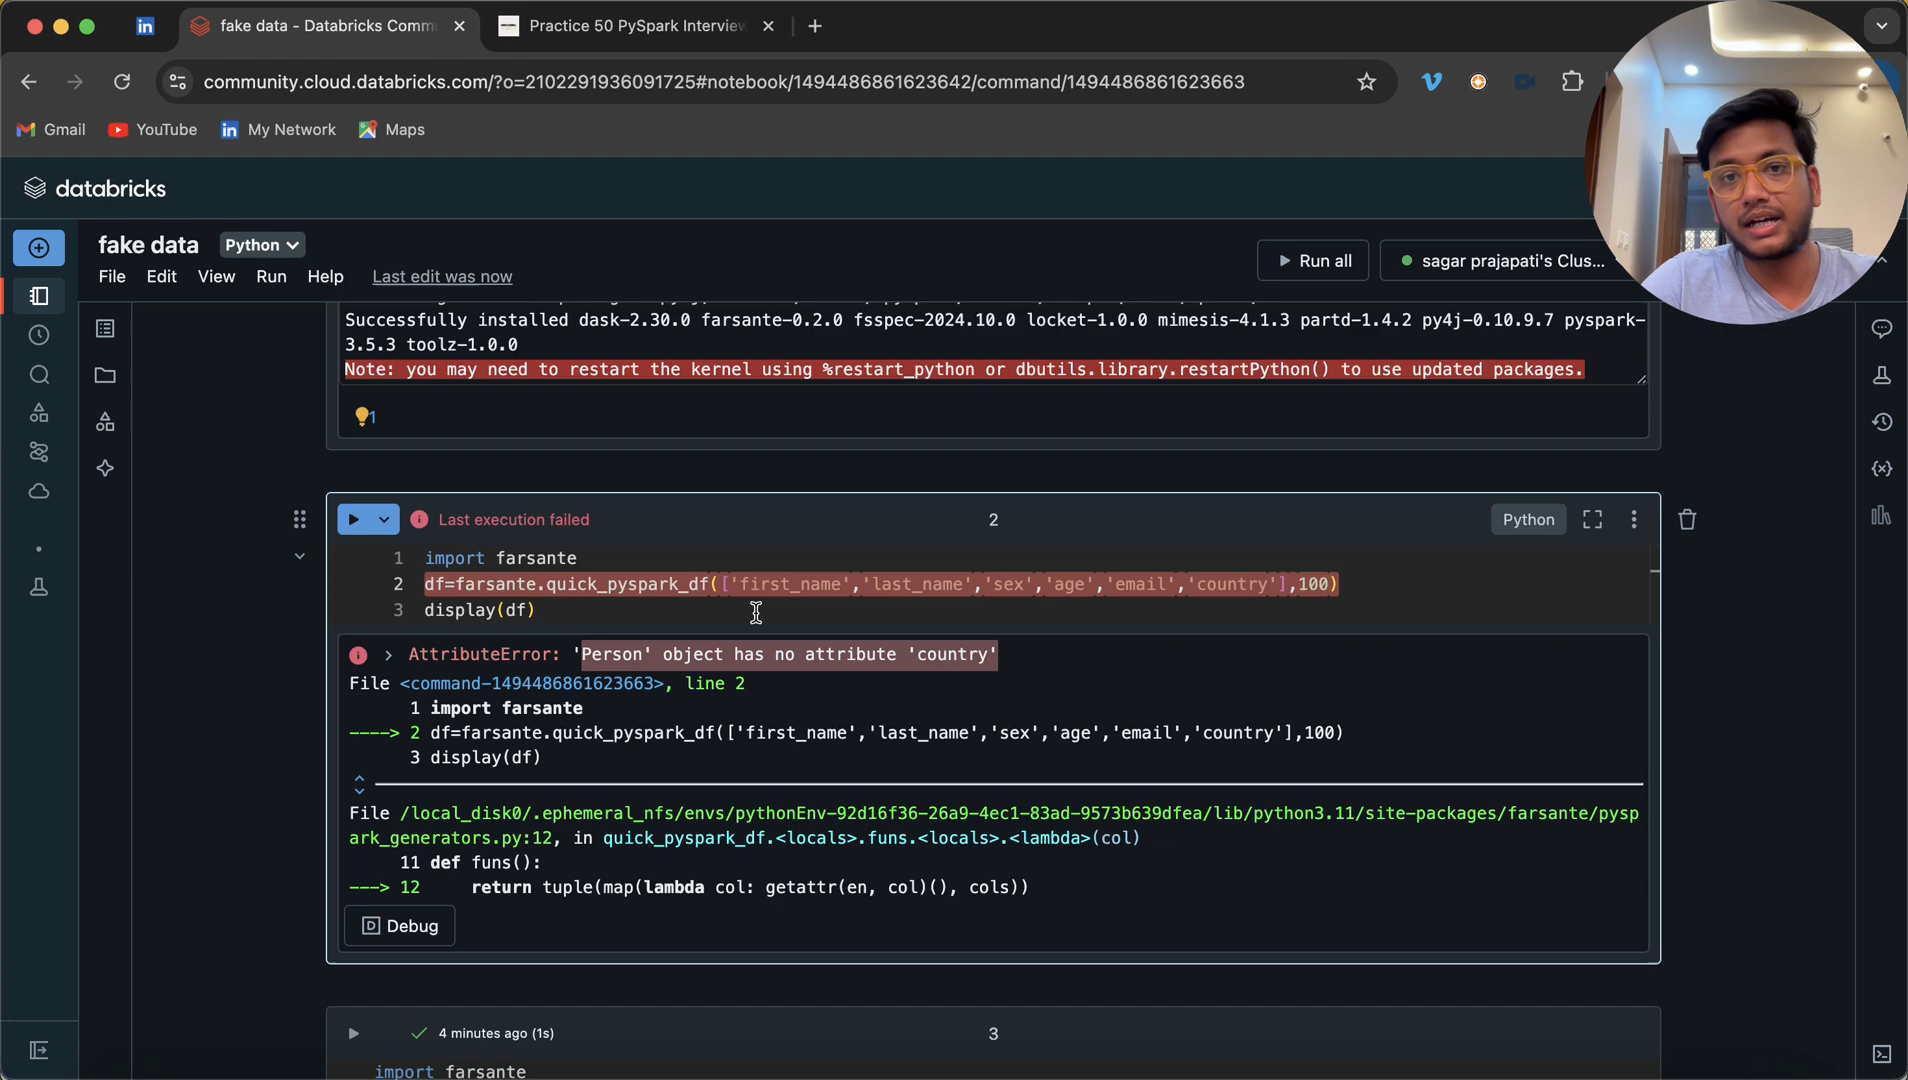 fake data - Databricks Comm
Practice 50 PySpark Interview
community.cloud.databricks.com/?o=2102291936091725#notebook/1494486861623642/command/1494486861623663
Gmail
YouTube
My Network
Maps
databricks
fake data
Python
File
Edit
View
Run
Help
Last edit was now
Run all
sagar prajapati's Clus...
Successfully installed dask-2.30.0 farsante-0.2.0 fsspec-2024.10.0 locket-1.0.0 mimesis-4.1.3 partd-1.4.2 py4j-0.10.9.7 pyspark-
3.5.3 toolz-1.0.0
Note: you may need to restart the kernel using %restart_python or dbutils.library.restartPython() to use updated packages.
1
Last execution failed
2
Python
1 import farsante
2 df=farsante.quick_pyspark_df(['first_name','last_name','sex','age','email','country'],100)
3 display(df)
AttributeError: 'Person' object has no attribute 'country'
File <command-1494486861623663>, line 2
1 import farsante
----> 2 df=farsante.quick_pyspark_df(['first_name','last_name','sex','age','email','country'],100)
3 display(df)
File /local_disk0/.ephemeral_nfs/envs/pythonEnv-92d16f36-26a9-4ec1-83ad-9573b639dfea/lib/python3.11/site-packages/farsante/pysp
ark_generators.py:12, in quick_pyspark_df.<locals>.funs.<locals>.<lambda>(col)
11 def funs():
---> 12 return tuple(map(lambda col: getattr(en, col)(), cols))
Debug
4 minutes ago (1s)
3
import farsante